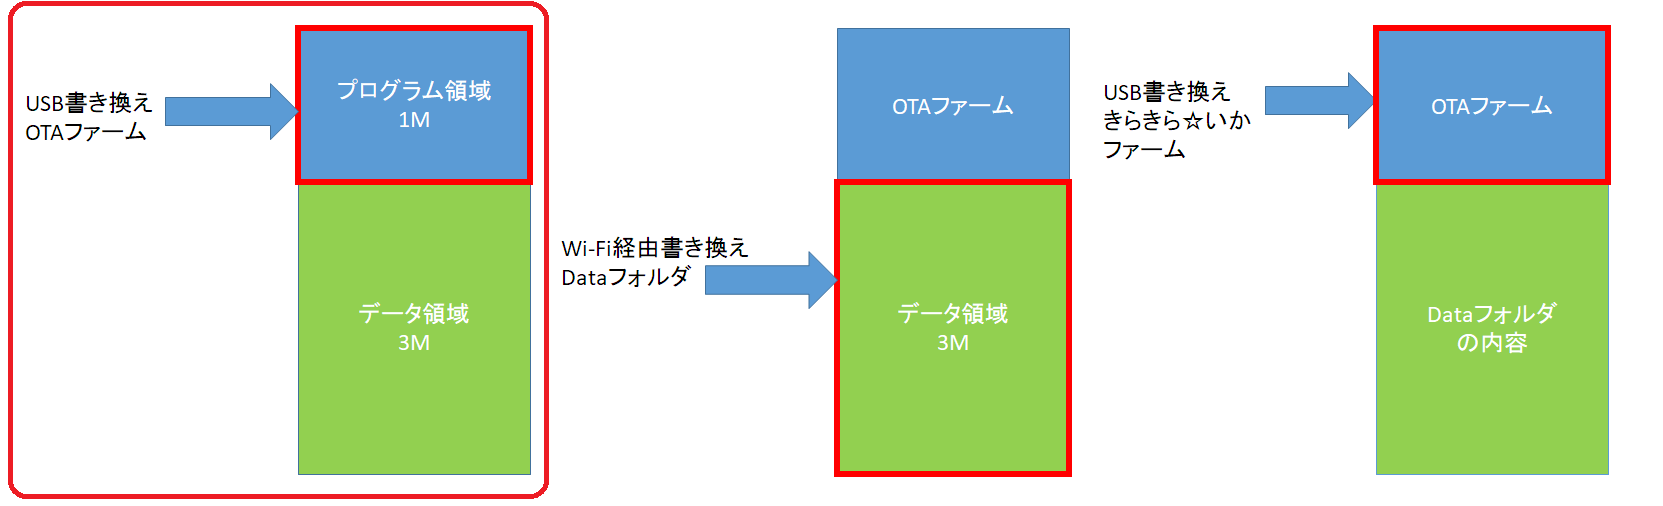 USB書き換え
OTAファーム
プログラム領域
1M
データ領域
3M
Wi-Fi経由書き換え
Dataフォルダ
OTAファーム
データ領域
3M
USB書き換え
きらきら☆いか
ファーム
OTAファーム
Dataフォルダ
の内容